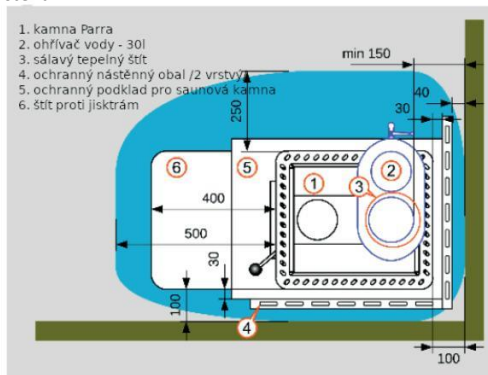 1. kamna Parra
2. ohřívač vody - 30l
3. sálavý tepelný štít
4. ochranný nástěnný obal /2 vrstvý
5. ochranný podklad pro saunová kamna
6. štít proti jisktrám
min 150
40
30
250
6
5
1
2
3
400
500
30
100
4
100